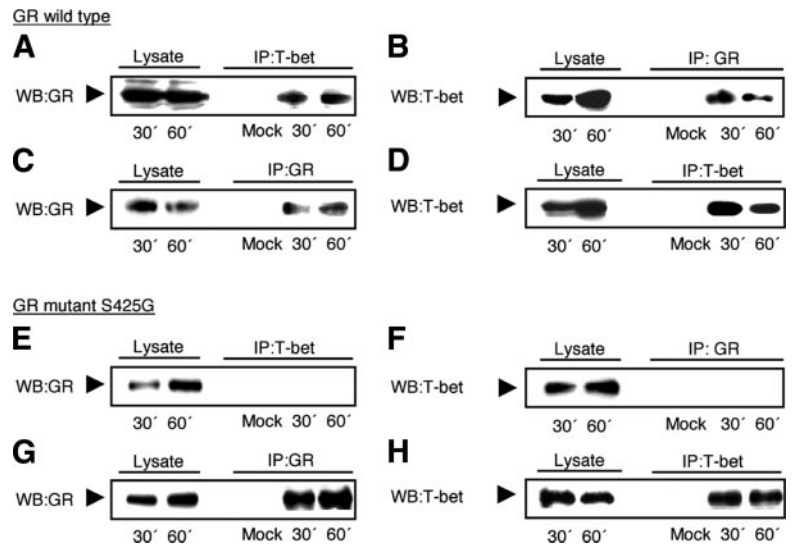 GR wild type
A Lysate IP:T-bet
WB:GR
30´ 60´ Mock 30´ 60´
B Lysate IP: GR
WB:T-bet
30´ 60´ Mock 30´ 60´
C Lysate IP:GR
WB:GR
30´ 60´ Mock 30´ 60´
D Lysate IP:T-bet
WB:T-bet
30´ 60´ Mock 30´ 60´
GR mutant S425G
E Lysate IP:T-bet
WB:GR
30´ 60´ Mock 30´ 60´
F Lysate IP: GR
WB:T-bet
30´ 60´ Mock 30´ 60´
G Lysate IP:GR
WB:GR
30´ 60´ Mock 30´ 60´
H Lysate IP:T-bet
WB:T-bet
30´ 60´ Mock 30´ 60´